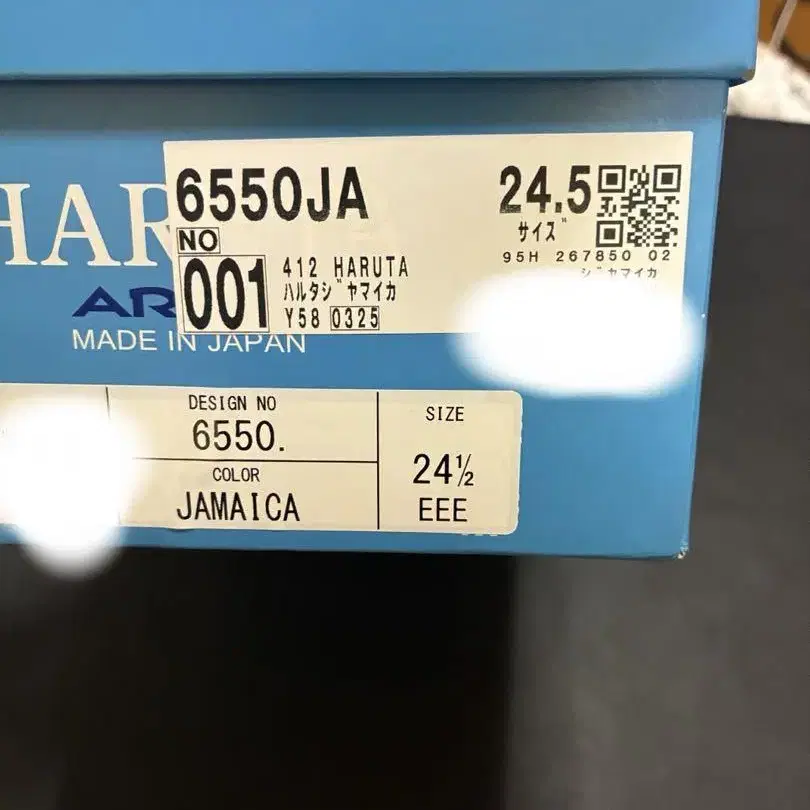 6550JA
24.5
サイズ
NO
001
412 HARUTA
ハルタジヤマイカ
Y58 0325
95H 267850 02
ジヤマイカ
HAR
AR
MADE IN JAPAN
DESIGN NO
6550.
COLOR
JAMAICA
SIZE
24½
EEE